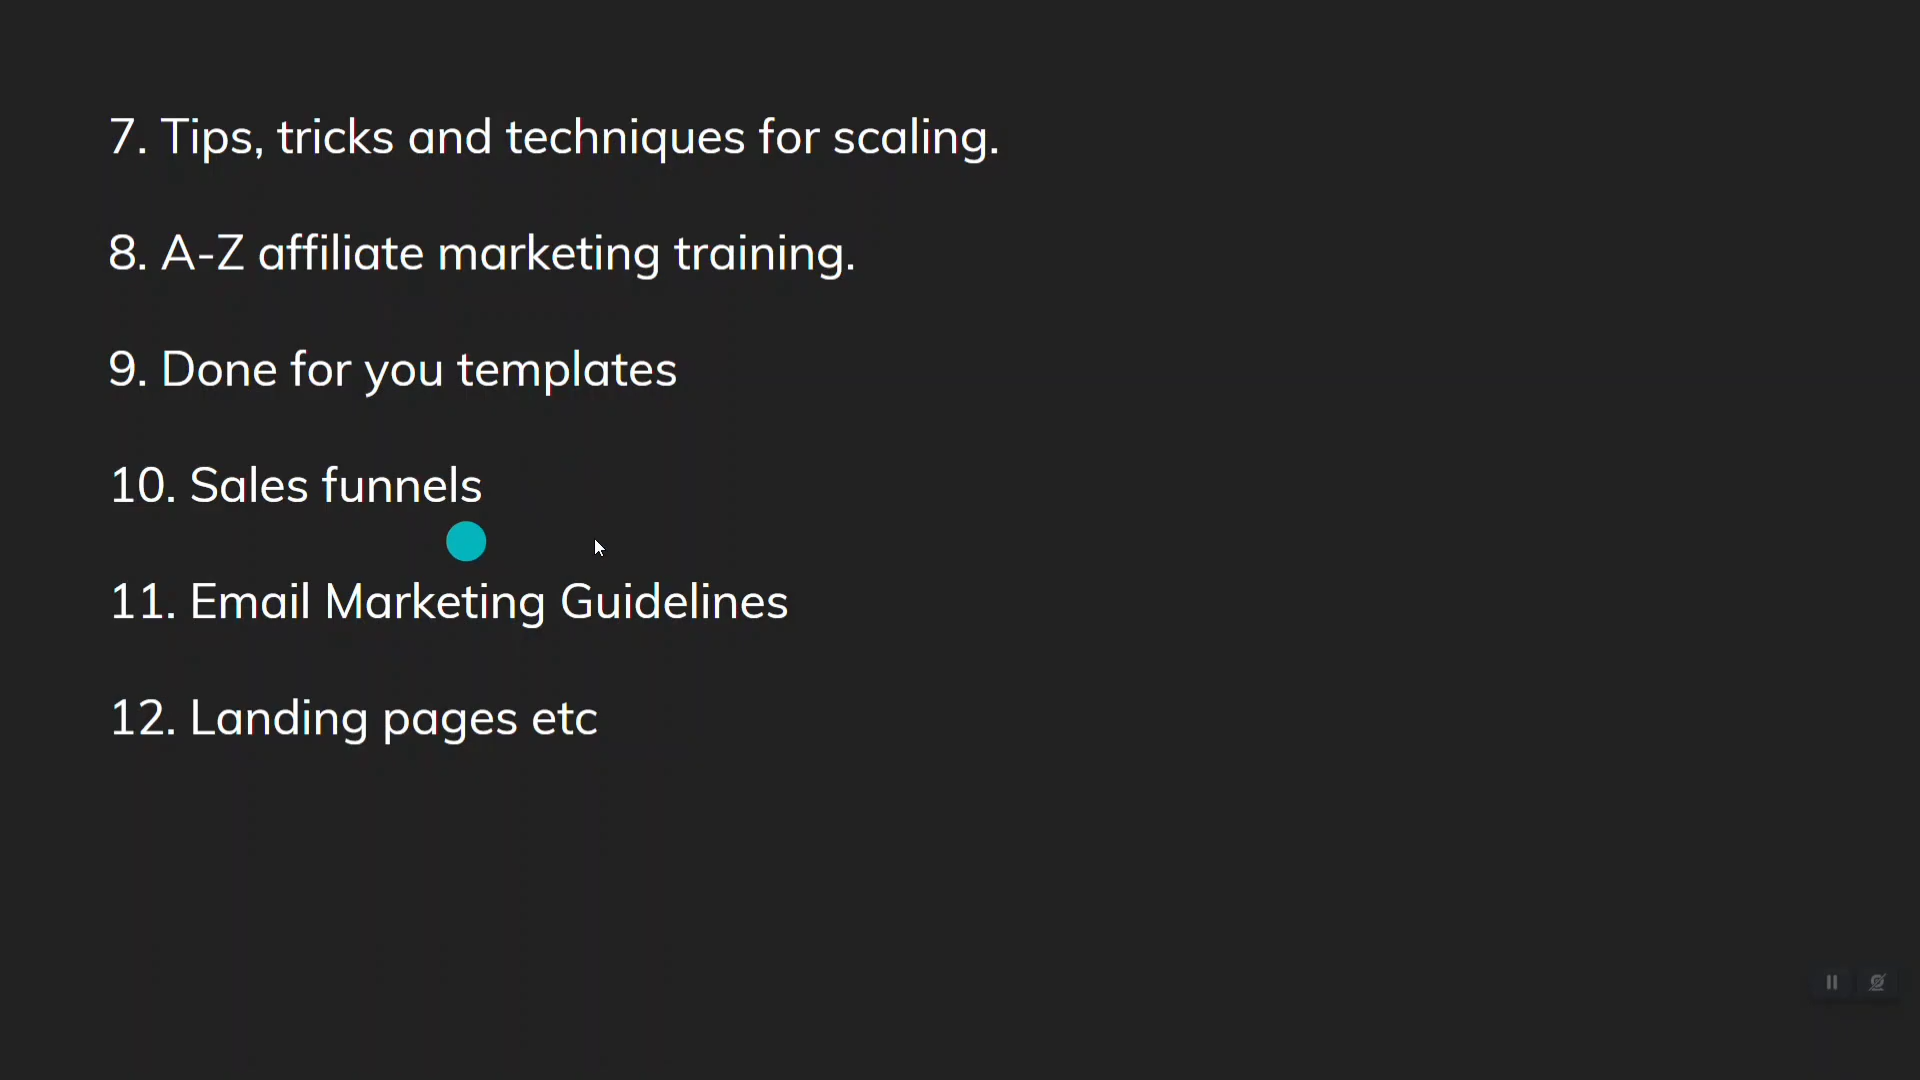 7. Tips, tricks and techniques for scaling.
8. A-Z affiliate marketing training.
9. Done for you templates
10. Sales funnels
11. Email Marketing Guidelines
12. Landing pages etc